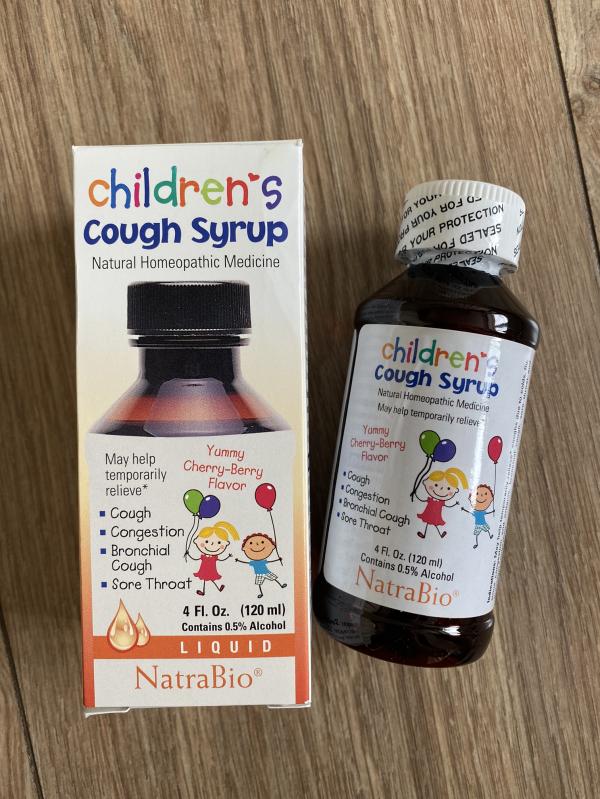 children's
Cough Syrup
Natural Homeopathic Medicine
May help
temporarily
relieve*
Yummy
Cherry-Berry
Flavor
▪ Cough
▪ Congestion
▪ Bronchial
Cough
▪ Sore Throat
4 Fl. Oz. (120 ml)
Contains 0.5% Alcohol
LIQUID
NatraBio®
YOUR PROTECTION
SEALED FOR
children's
Cough Syrup
Natural Homeopathic Medicine
May help temporarily relieve*
Yummy
Cherry-Berry
Flavor
• Cough
• Congestion
• Bronchial Cough
• Sore Throat
4 Fl. Oz. (120 ml)
Contains 0.5% Alcohol
NatraBio®